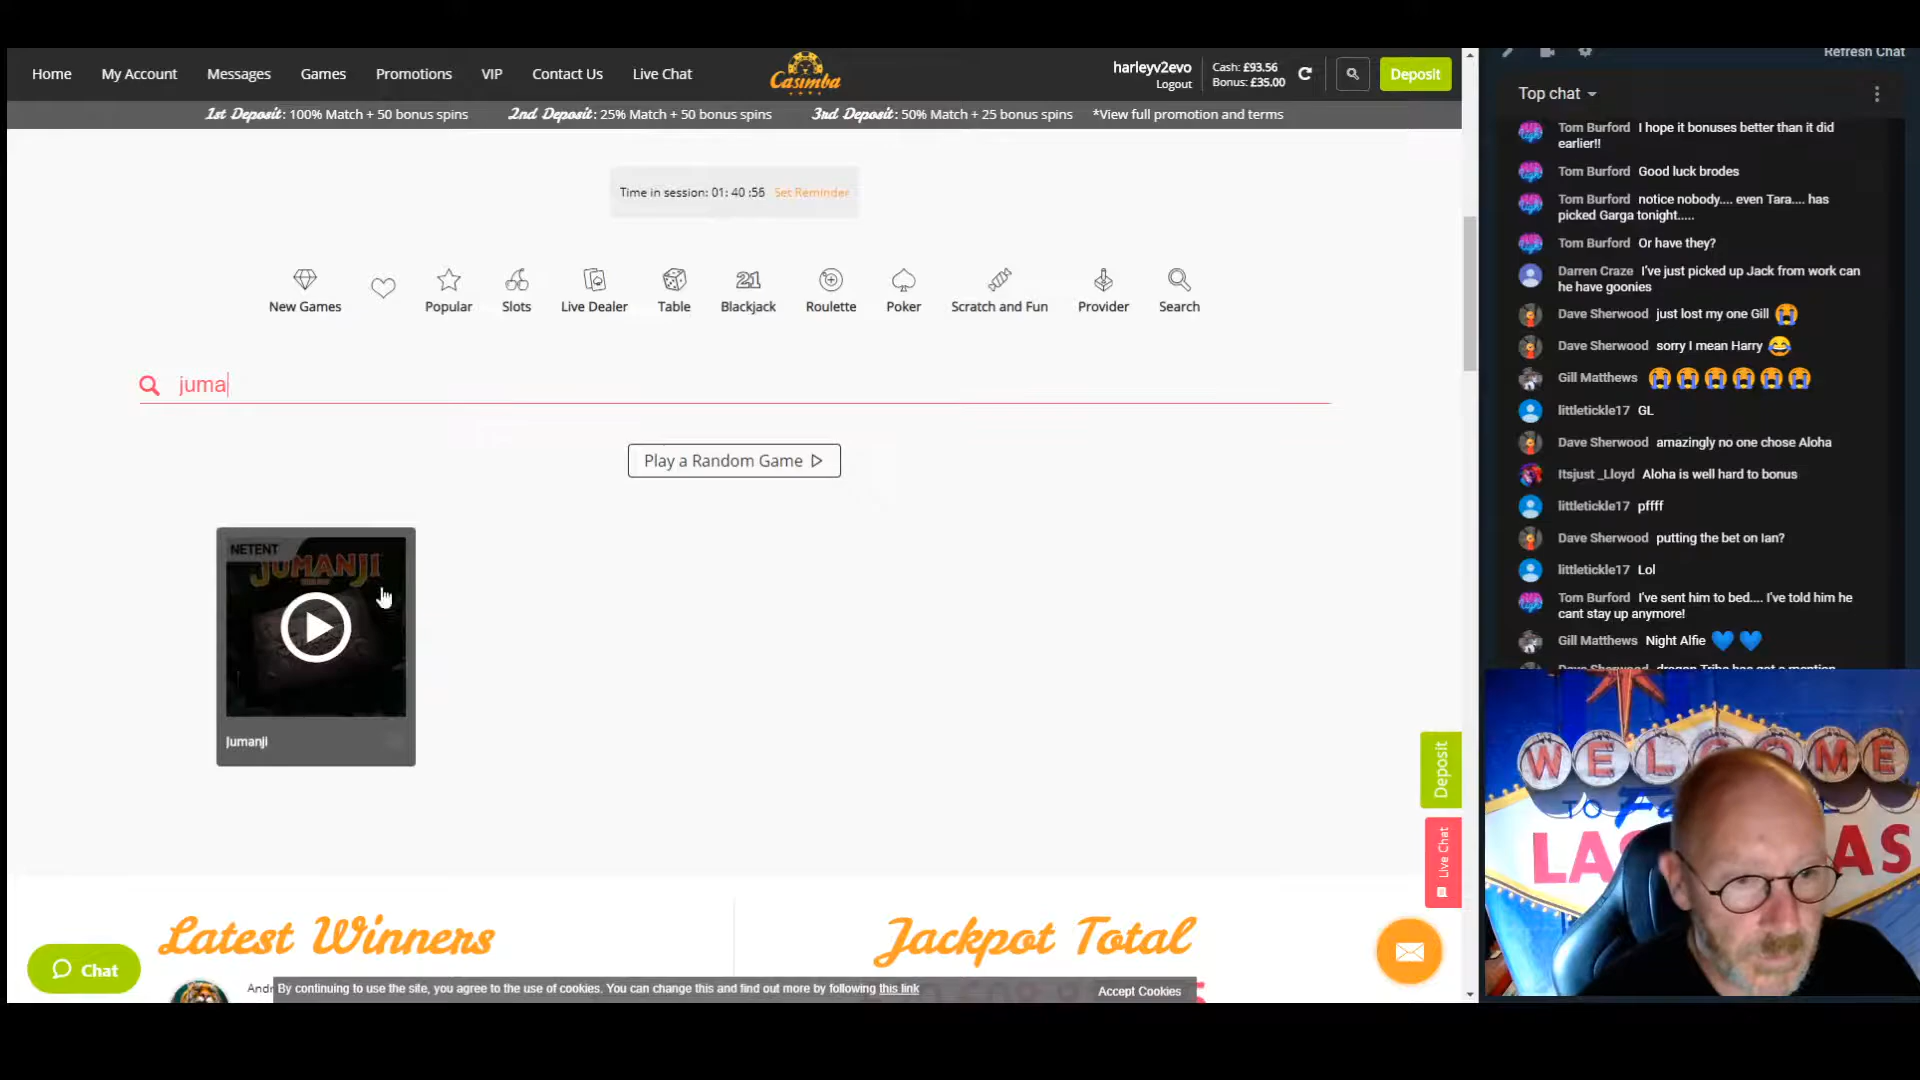 Home
My Account
Messages
Games
Promotions
VIP
Contact Us
Live Chat
Casimba
harleyv2evo
Logout
Cash: £93.56
Bonus: £35.00
Deposit
1st Deposit: 100% Match + 50 bonus spins
2nd Deposit: 25% Match + 50 bonus spins
3rd Deposit: 50% Match + 25 bonus spins
*View full promotion and terms
Time in session: 01: 40 :56 Set Reminder
New Games
Popular
Slots
Live Dealer
Table
21
Blackjack
Roulette
Poker
Scratch and Fun
Provider
Search
juma
Play a Random Game
NETENT
JUMANJI
Jumanji
Deposit
Live Chat
Latest Winners
Jackpot Total
Chat
Andr
By continuing to use the site, you agree to the use of cookies. You can change this and find out more by following this link
Accept Cookies
Refresh Chat
Top chat
Tom Burford I hope it bonuses better than it did
earlier!!
Tom Burford Good luck brodes
Tom Burford notice nobody.... even Tara.... has
picked Garga tonight.....
Tom Burford Or have they?
Darren Craze I've just picked up Jack from work can
he have goonies
Dave Sherwood just lost my one Gill 😭
Dave Sherwood sorry I mean Harry 😂
Gill Matthews 😭😭😭😭😭😭
littletickle17 GL
Dave Sherwood amazingly no one chose Aloha
Itsjust _Lloyd Aloha is well hard to bonus
littletickle17 pffff
Dave Sherwood putting the bet on Ian?
littletickle17 Lol
Tom Burford I've sent him to bed.... I've told him he
cant stay up anymore!
Gill Matthews Night Alfie 💙💙
Dave Sherwood dragon Tribe has got a mention
WELCOME
TO
LAS
AS